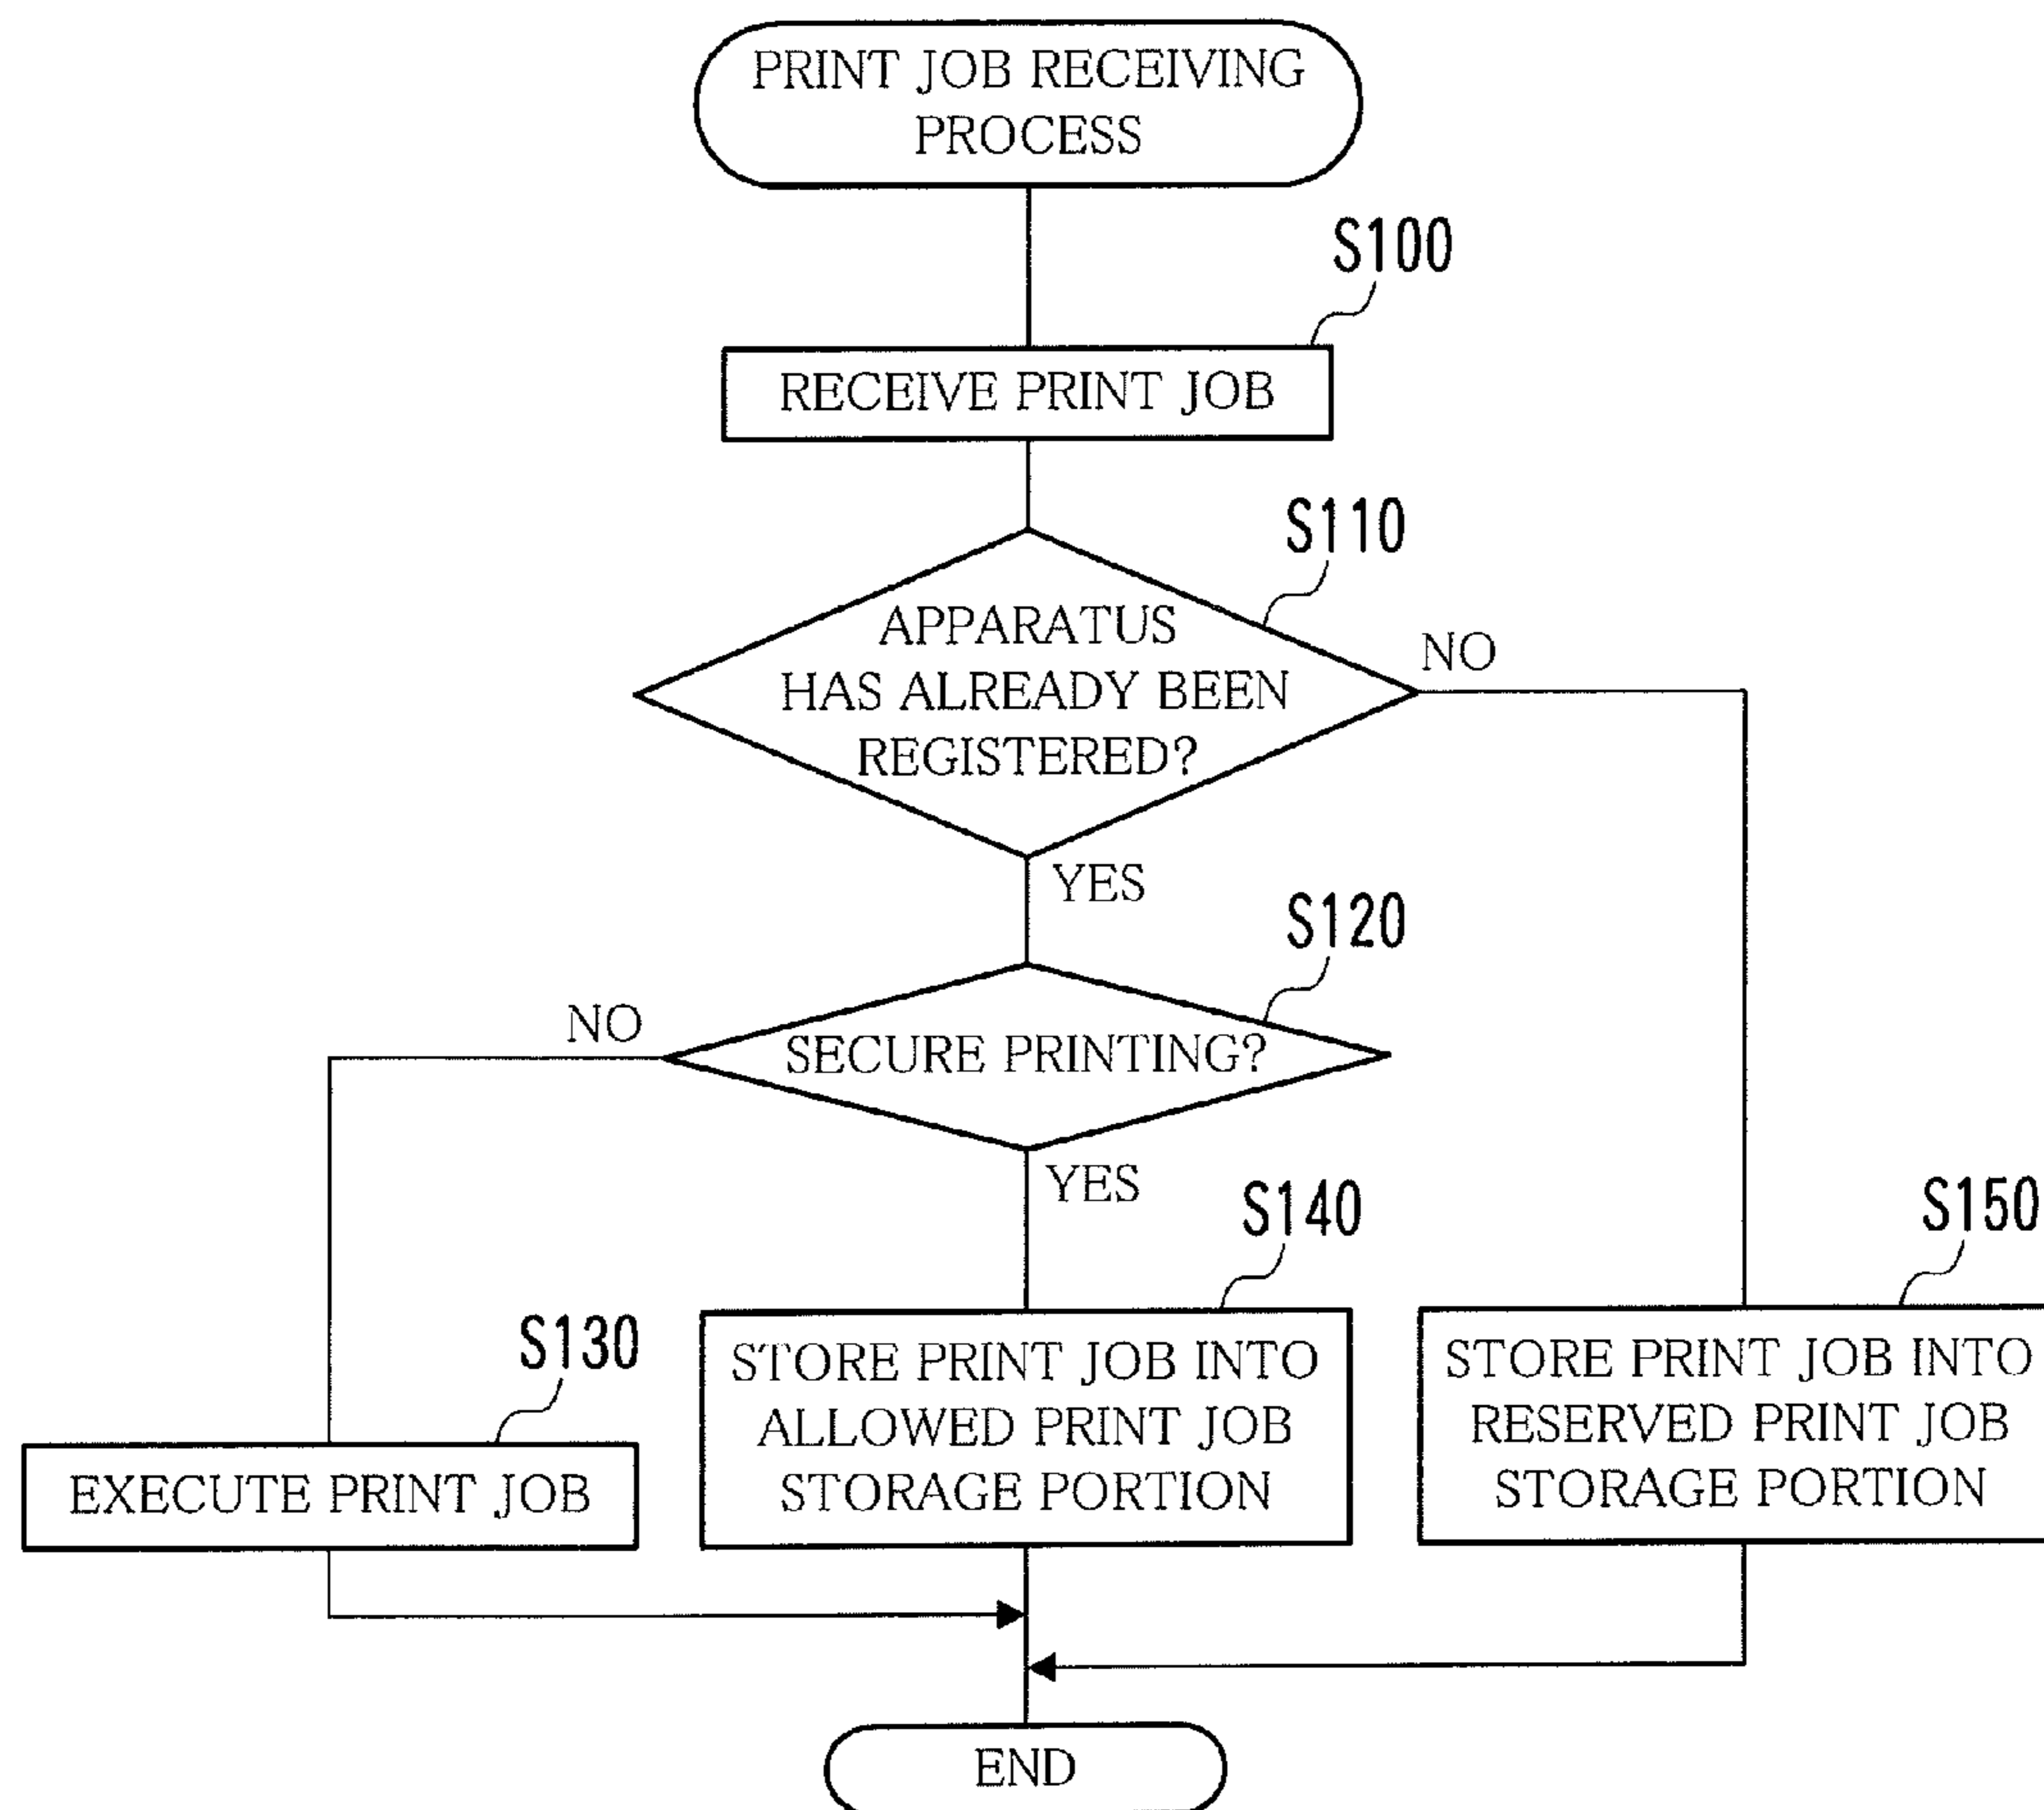 PRINT JOB RECEIVING
PROCESS
S100
RECEIVE PRINT JOB
S110
APPARATUS
HAS ALREADY BEEN
REGISTERED?
NO
YES
S120
NO
SECURE PRINTING?
YES
S140
S150
S130
STORE PRINT JOB INTO
ALLOWED PRINT JOB
STORAGE PORTION
STORE PRINT JOB INTO
RESERVED PRINT JOB
STORAGE PORTION
EXECUTE PRINT JOB
END